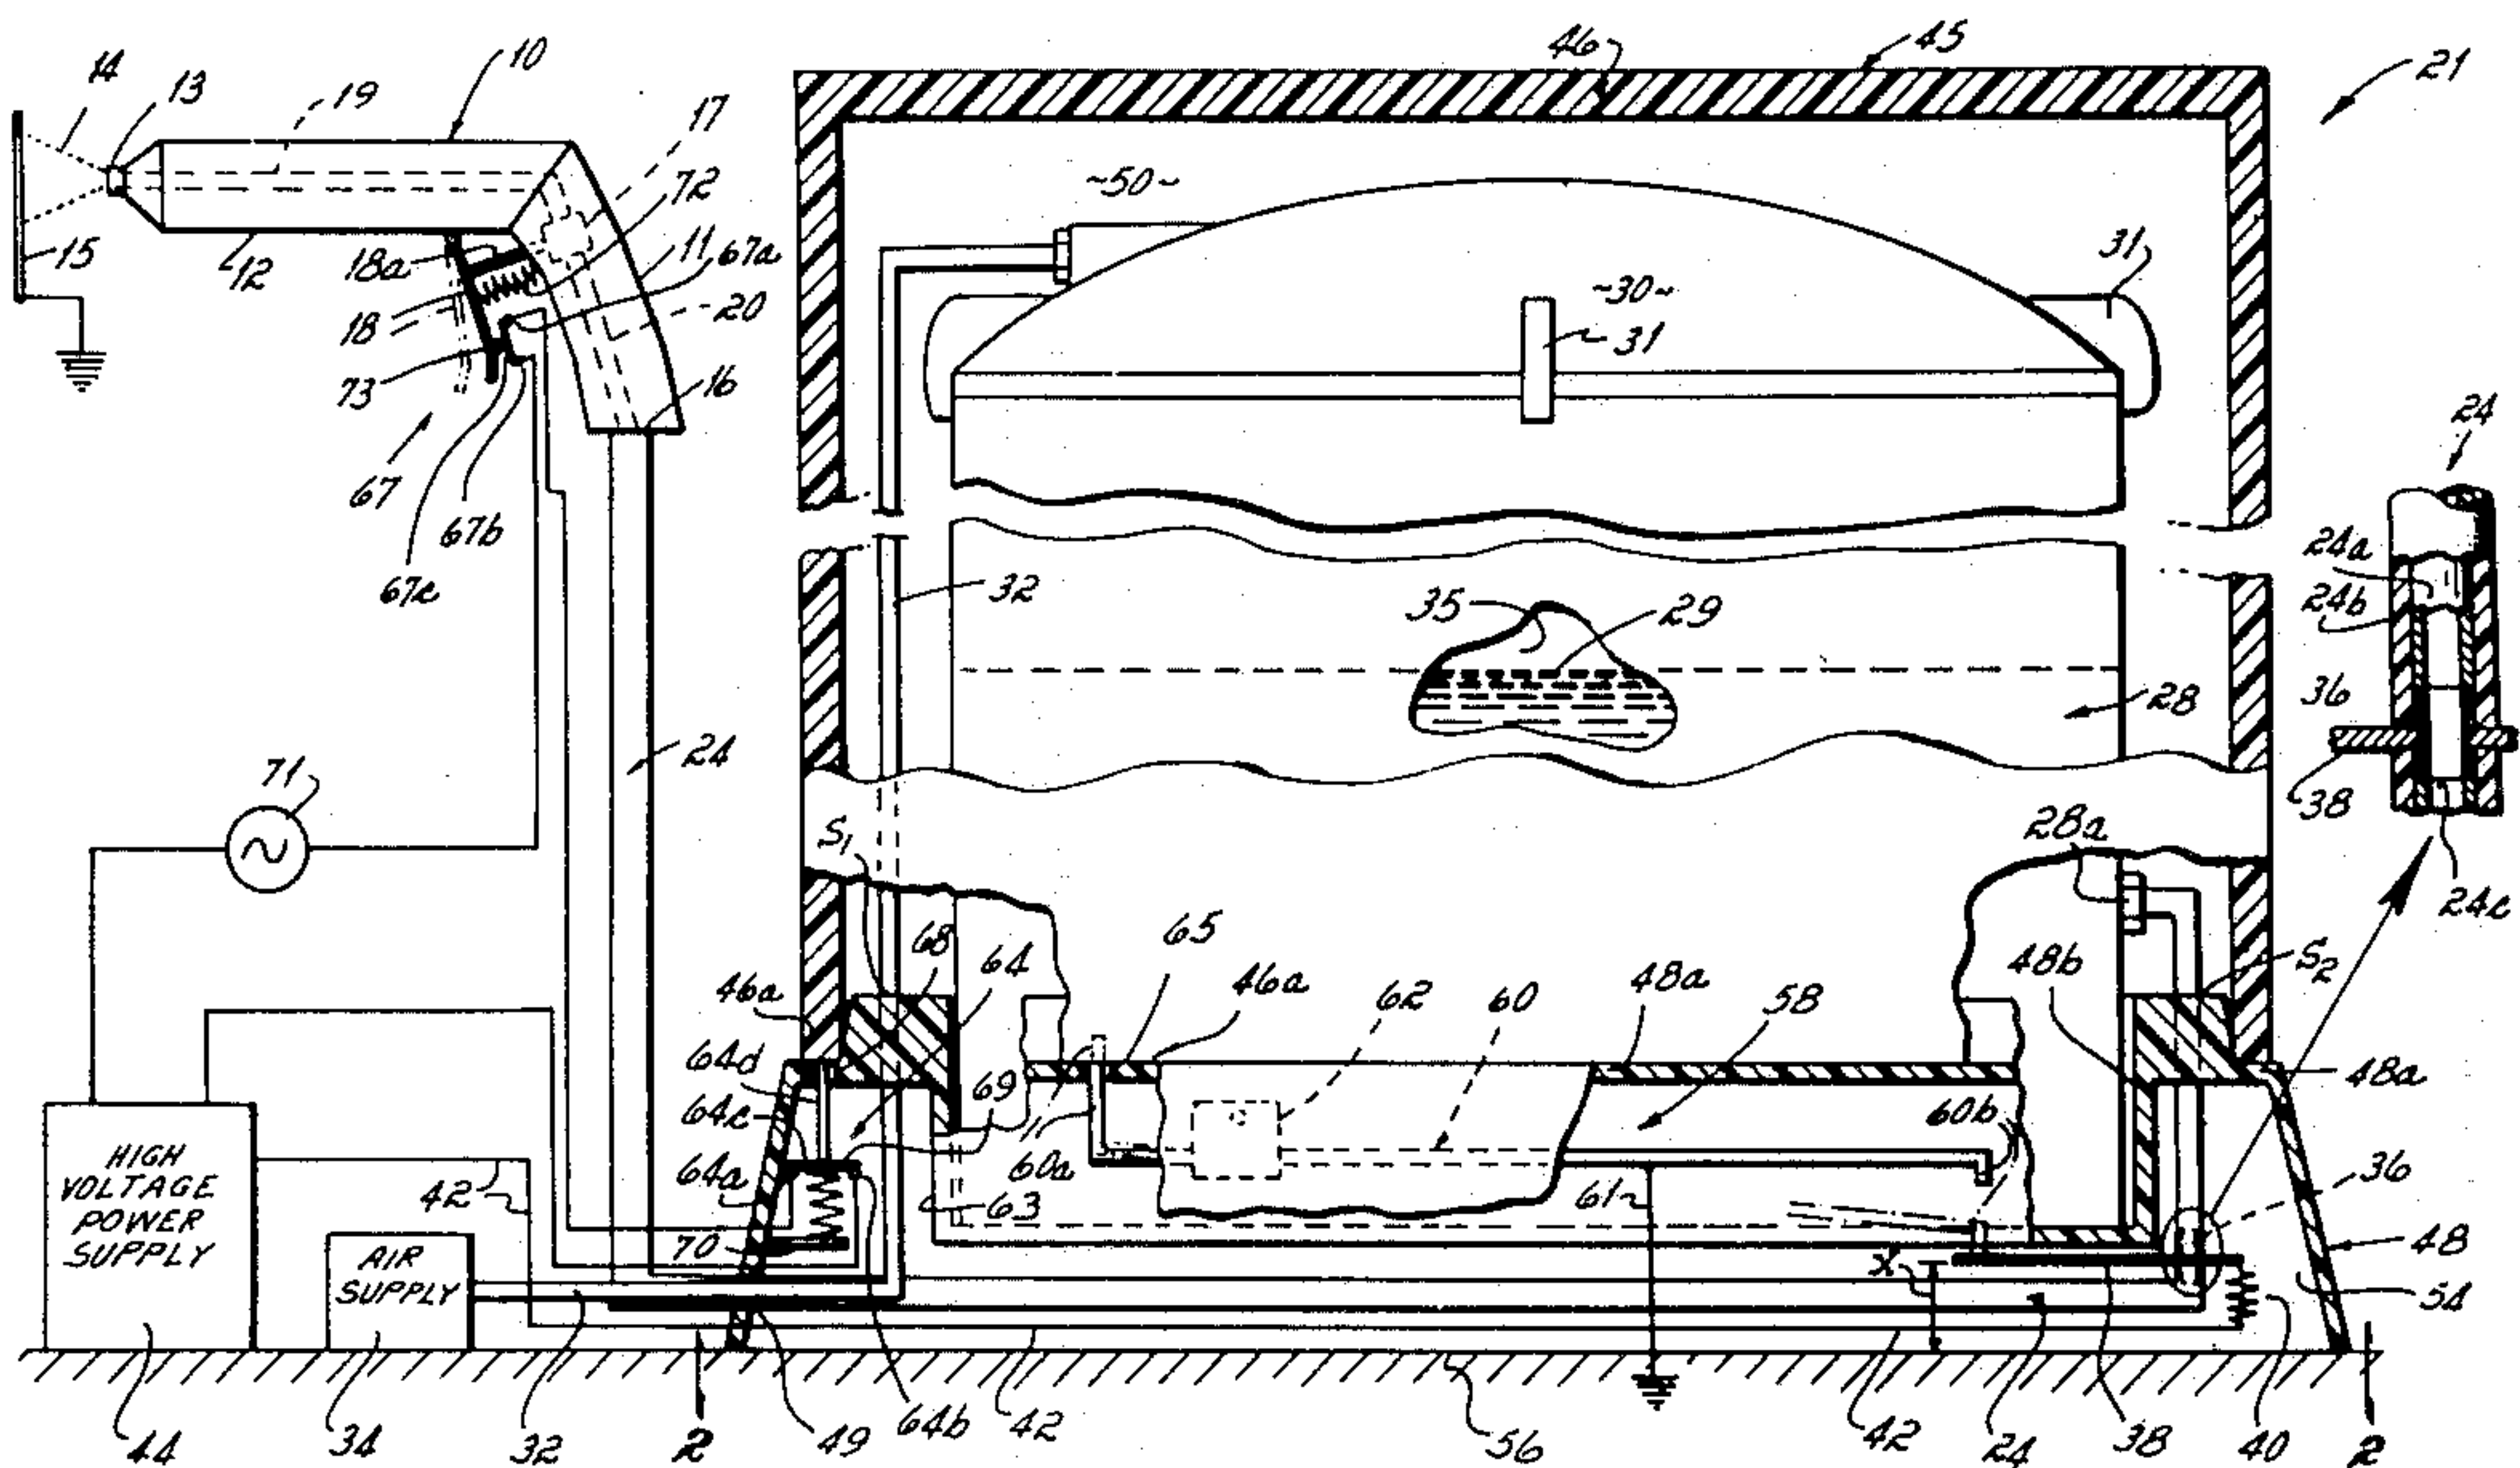 46
45
21
14
13
19
10
17
72
~50~
15
12
18a
11
67a
31
18
20
~30~
31
73
16
24
67
67b
67c
24a
32
35
29
24b
36
28
71
24
38
S1
28a
24c
68
64
65
46a
62
60
48a
58
48b
S2
46a
64d
69
48a
64c
60a
60b
HIGH
VOLTAGE
POWER
SUPPLY
42
64a
63
61
36
70
X
48
AIR
SUPPLY
54
44
34
32
2
49
64b
42
56
42
24
38
40
2